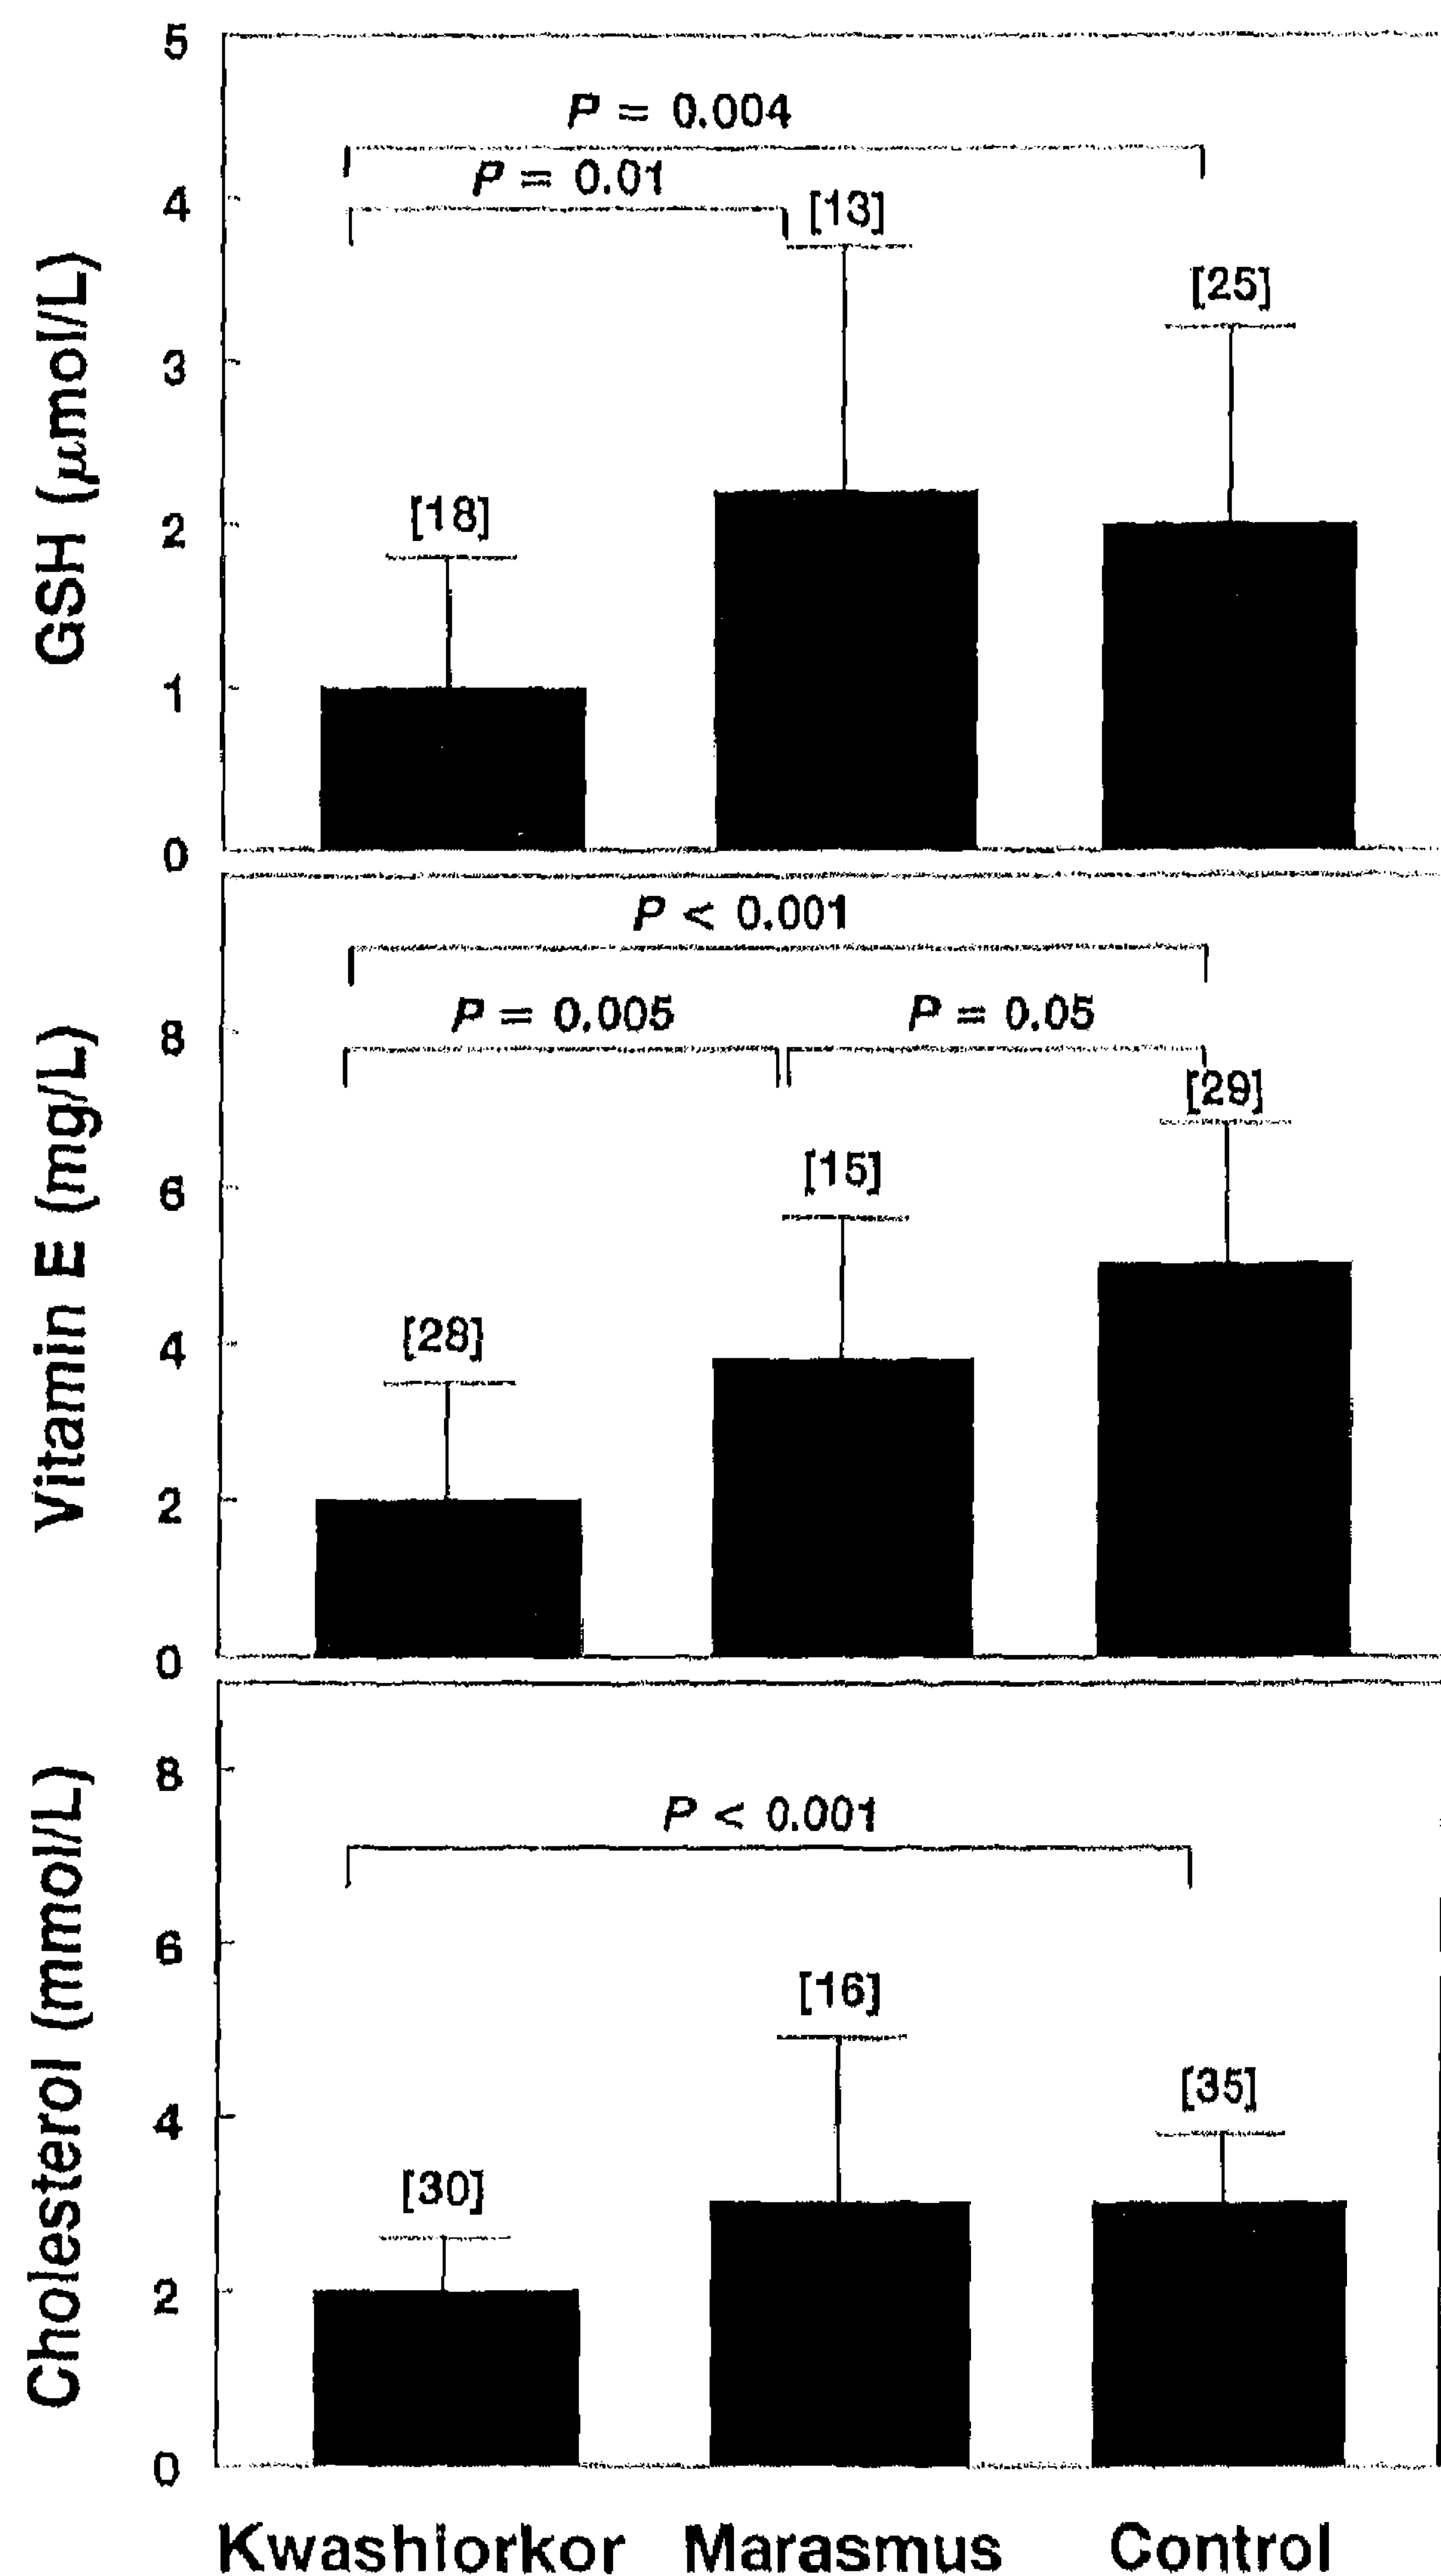 GSH (μmol/L)
5
4
3
2
1
0
P = 0.004
P = 0.01
[13]
[25]
[18]
Vitamin E (mg/L)
8
6
4
2
0
P < 0.001
P = 0.005 P = 0.05
[29]
[15]
[28]
Cholesterol (mmol/L)
8
6
4
2
0
P < 0.001
[16]
[35]
[30]
Kwashiorkor Marasmus Control